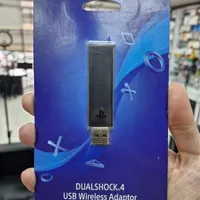 DUALSHOCK.4
USB Wireless Adaptor